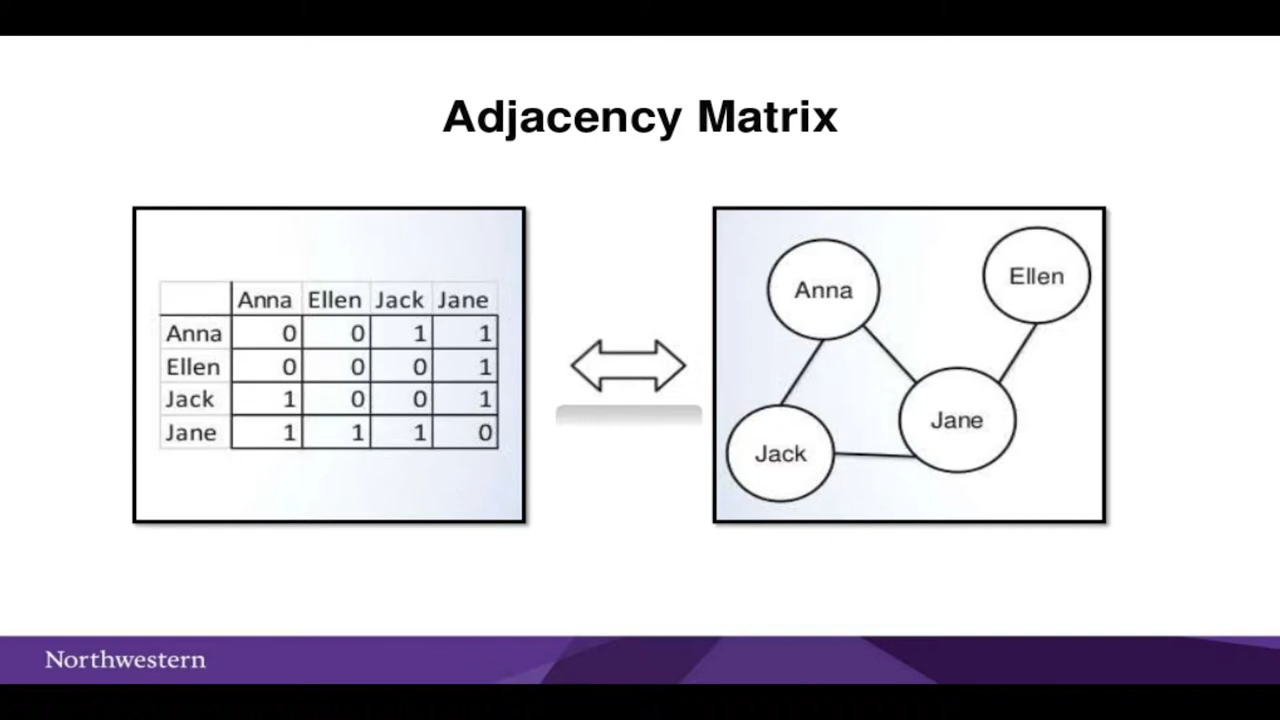 Adjacency Matrix
Anna Ellen Jack Jane
Anna 0 0 1 1
Ellen 0 0 0 1
Jack 1 0 0 1
Jane 1 1 1 0
Anna
Ellen
Jane
Jack
Northwestern